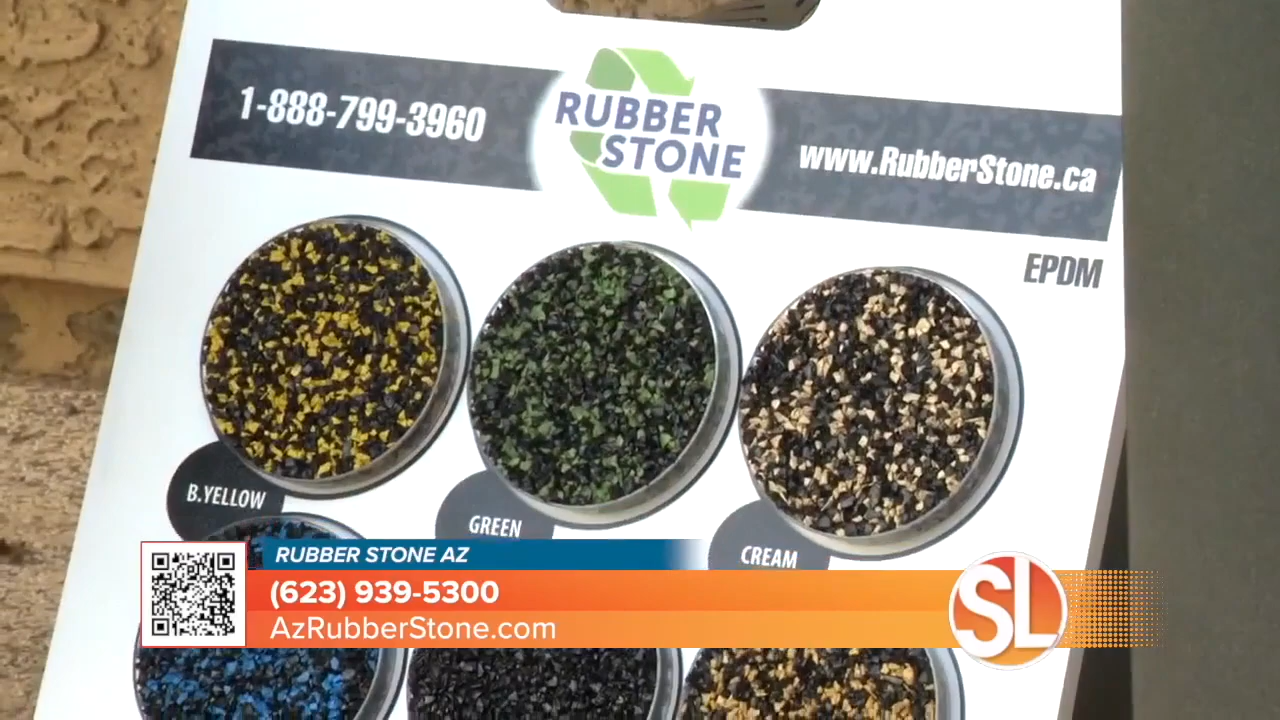 1-888-799-3960
RUBBER
STONE
www.RubberStone.ca
EPDM
B.YELLOW
GREEN
CREAM
RUBBER STONE AZ
(623) 939-5300
AzRubberStone.com
SL